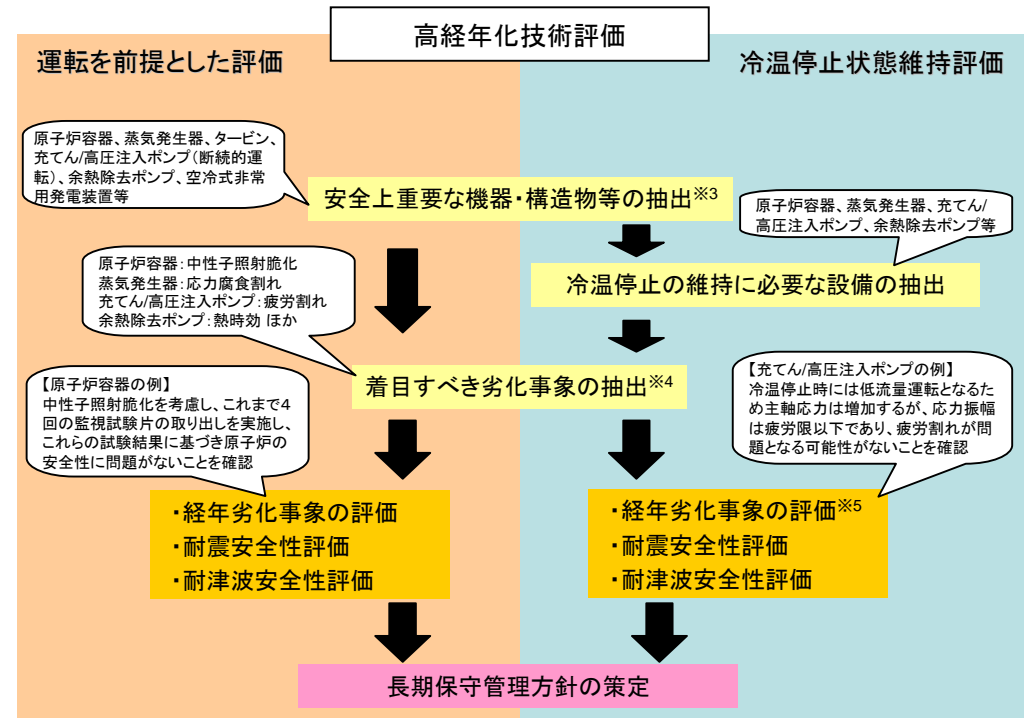 高経年化技術評価
運転を前提とした評価
冷温停止状態維持評価
原子炉容器、蒸気発生器、タービン、
充てん/高圧注入ポンプ(断続的運
転)、余熱除去ポンプ、空冷式非常
用発電装置等
安全上重要な機器・構造物等の抽出※3
原子炉容器、蒸気発生器、充てん/
高圧注入ポンプ、余熱除去ポンプ等
原子炉容器:中性子照射脆化
蒸気発生器:応力腐食割れ
充てん/高圧注入ポンプ:疲労割れ
余熱除去ポンプ:熱時効 ほか
冷温停止の維持に必要な設備の抽出
着目すべき劣化事象の抽出※4
【原子炉容器の例】
中性子照射脆化を考慮し、これまで4
回の監視試験片の取り出しを実施し、
これらの試験結果に基づき原子炉の
安全性に問題がないことを確認
【充てん/高圧注入ポンプの例】
冷温停止時には低流量運転となるた
め主軸応力は増加するが、応力振幅
は疲労限以下であり、疲労割れが問
題となる可能性がないことを確認
・経年劣化事象の評価
・耐震安全性評価
・耐津波安全性評価
・経年劣化事象の評価※5
・耐震安全性評価
・耐津波安全性評価
長期保守管理方針の策定